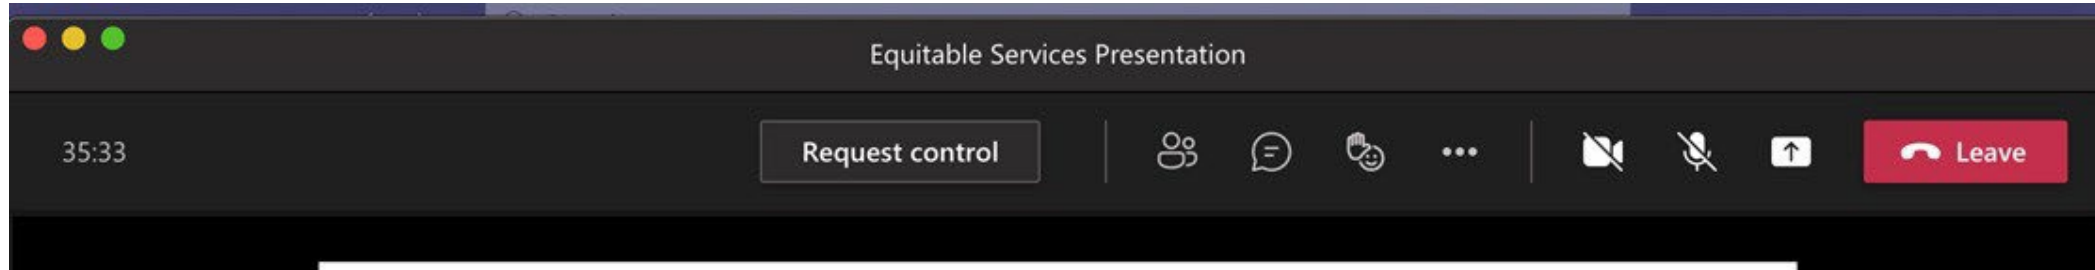 Equitable Services Presentation
35:33 Request control Leave